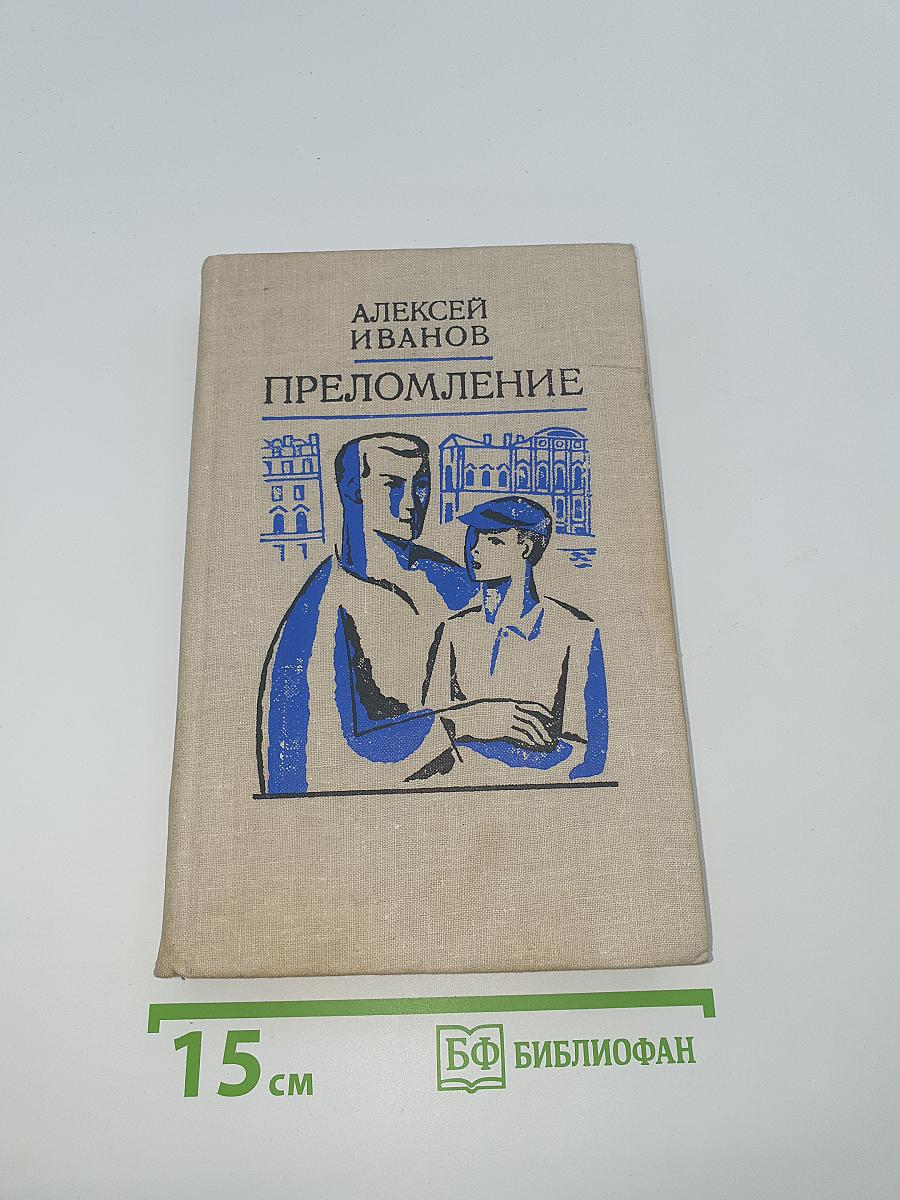 АЛЕКСЕЙ
ИВАНОВ
ПРЕЛОМЛЕНИЕ
15 см
БФ БИБЛИОФАН